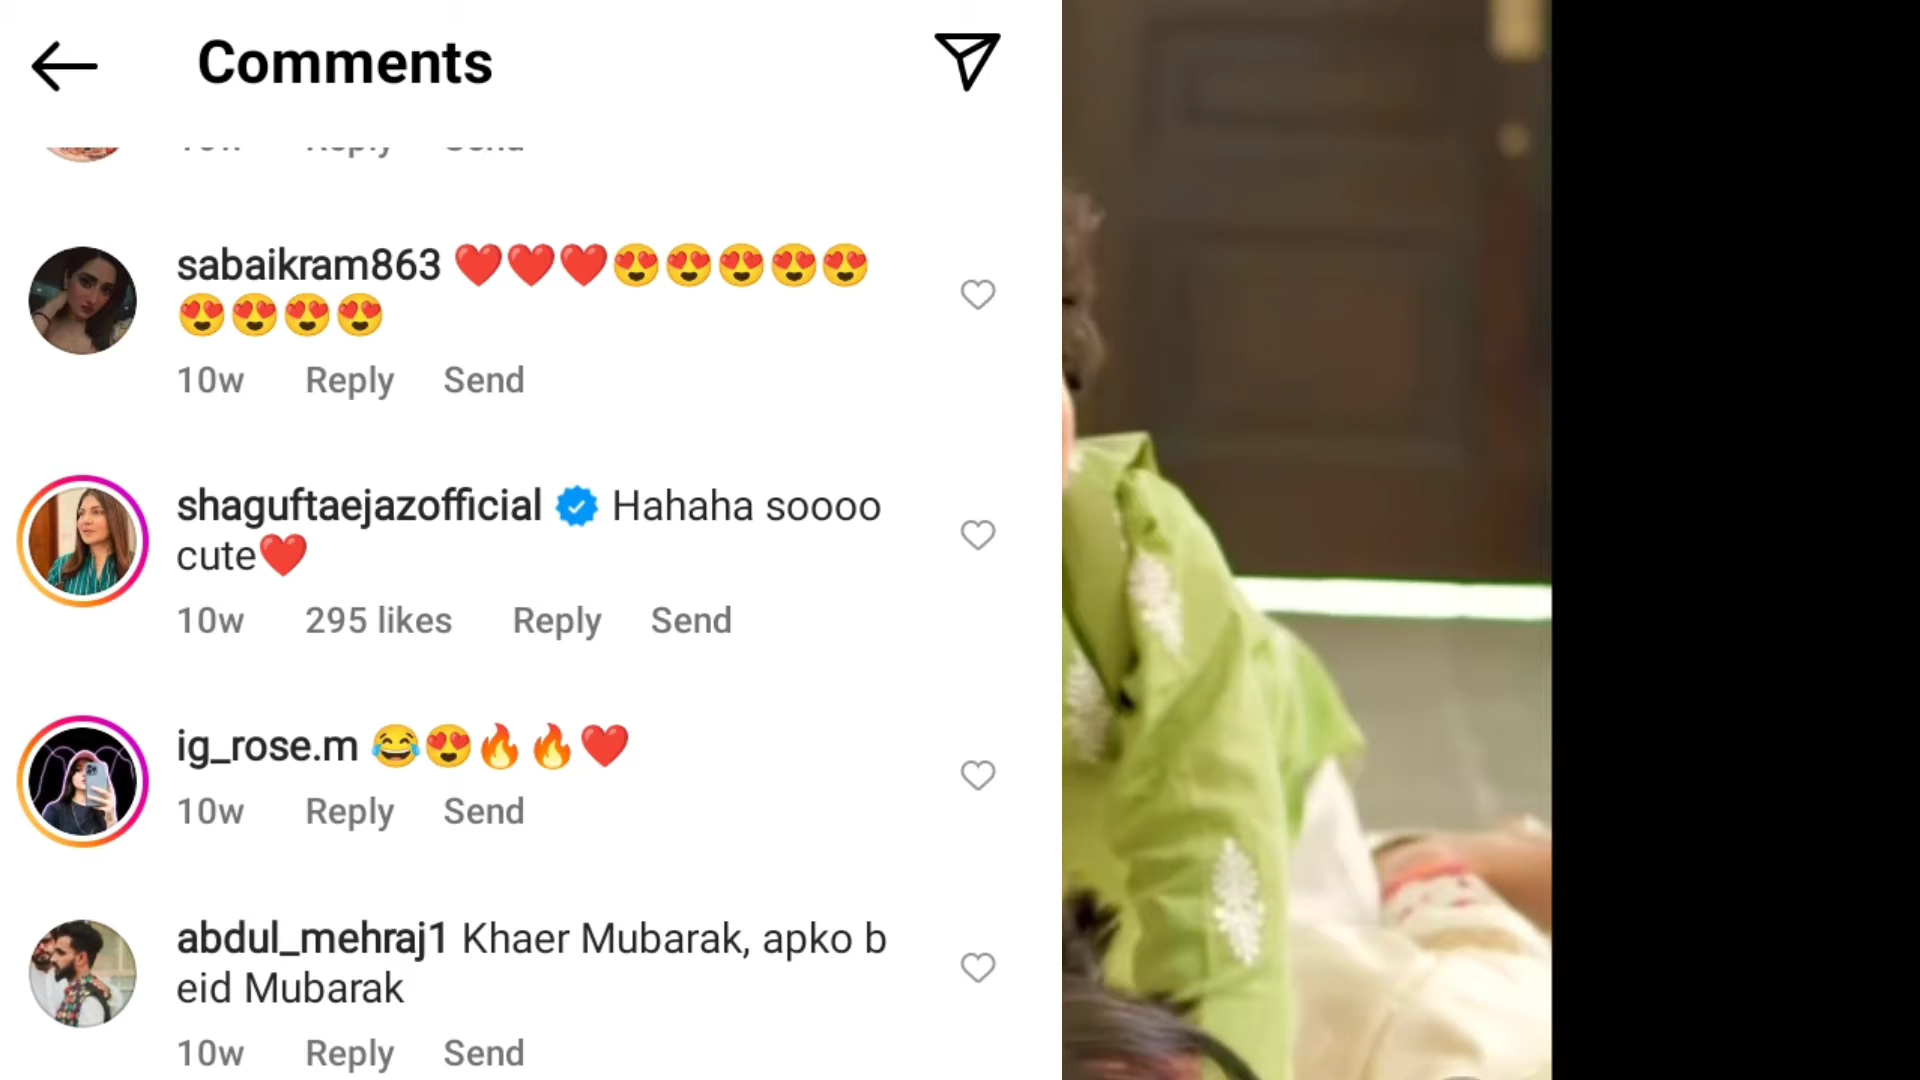 Comments
sabaikram863 ❤️❤️❤️😍😍😍😍😍
😍😍😍😍
10w Reply Send
shaguftaejazofficial Hahaha soooo
cute❤️
10w 295 likes Reply Send
ig_rose.m 😂😍🔥🔥❤️
10w Reply Send
abdul_mehraj1 Khaer Mubarak, apko b
eid Mubarak
10w Reply Send